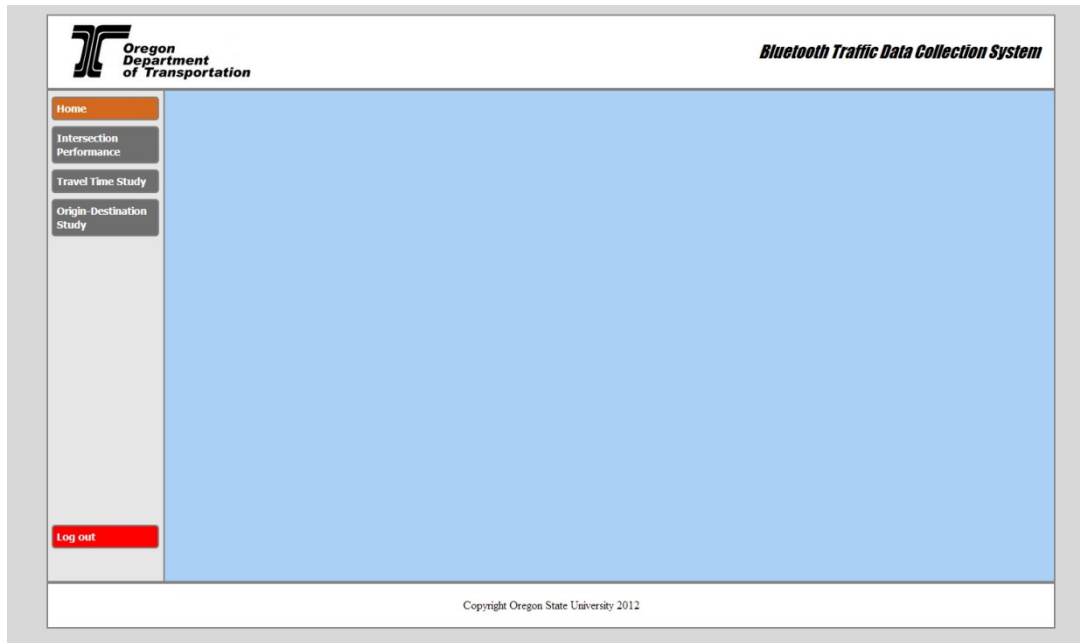 Oregon
Department
of Transportation
Bluetooth Traffic Data Collection System
Home
Intersection
Performance
Travel Time Study
Origin-Destination
Study
Log out
Copyright Oregon State University 2012